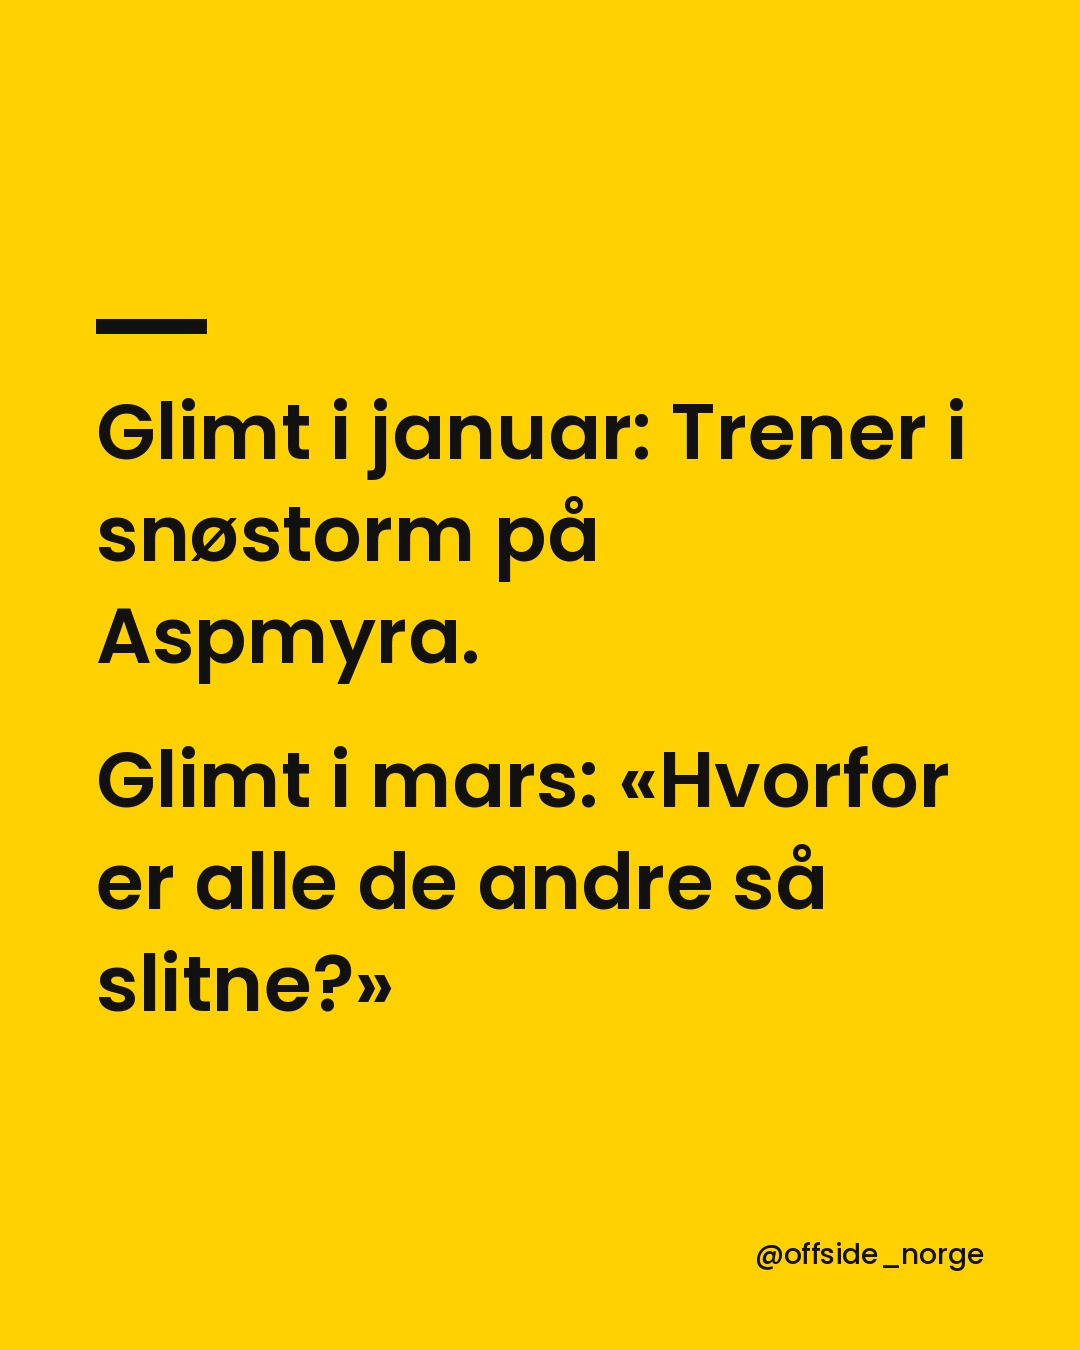 Glimt i januar: Trener i
snøstorm på
Aspmyra.
Glimt i mars: «Hvorfor
er alle de andre så
slitne?»
@offside_norge